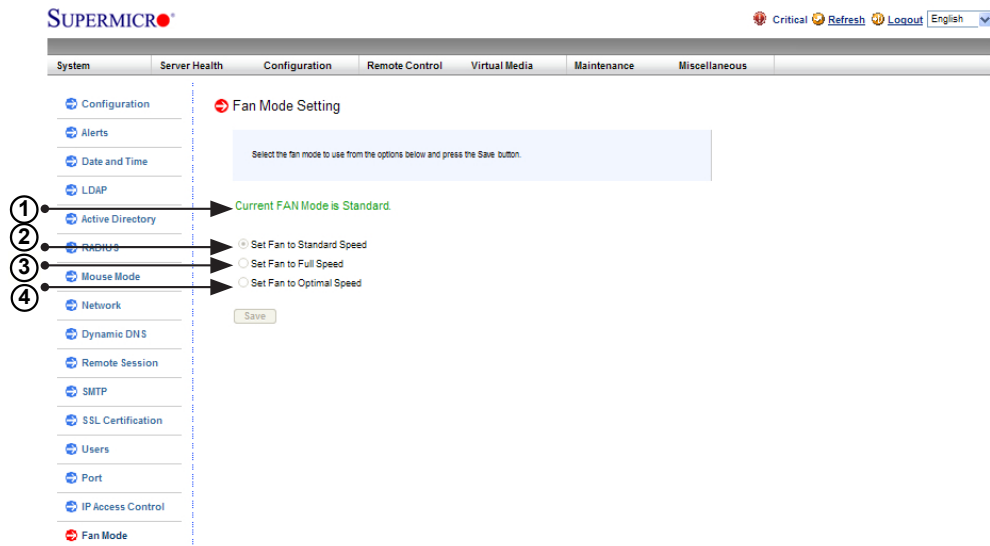 SUPERMICRO
Critical Refresh Logout English
System Server Health Configuration Remote Control Virtual Media Maintenance Miscellaneous
Configuration
Alerts
Date and Time
LDAP
Active Directory
RADIUS
Mouse Mode
Network
Dynamic DNS
Remote Session
SMTP
SSL Certification
Users
Port
IP Access Control
Fan Mode
Fan Mode Setting
Select the fan mode to use from the options below and press the Save button.
1 Current FAN Mode is Standard.
2 Set Fan to Standard Speed
3 Set Fan to Full Speed
4 Set Fan to Optimal Speed
Save